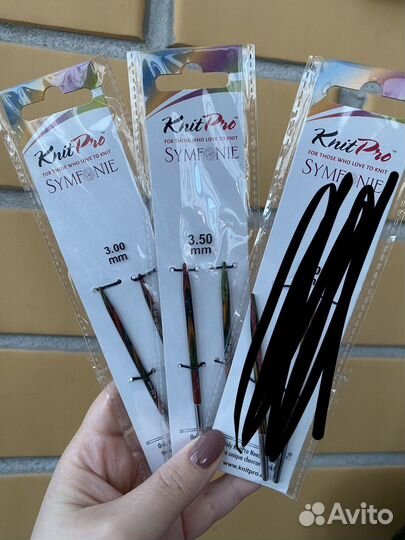 KnitPro
FOR THOSE WHO LOVE TO KNIT
SYMFONIE
3.00
mm
KnitPro
FOR THOSE WHO LOVE TO KNIT
SYMFONIE
3.50
mm
KnitPro
FOR THOSE WHO LOVE TO KNIT
SYMFONIE
www.knitpro
Avito